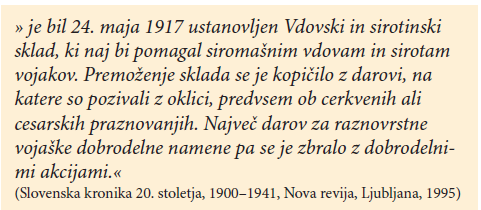 » je bil 24. maja 1917 ustanovljen Vdovski in sirotinski
sklad, ki naj bi pomagal siromašnim vdovam in sirotam
vojakov. Premoženje sklada se je kopičilo z darovi, na
katere so pozivali z oklici, predvsem ob cerkvenih ali
cesarskih praznovanjih. Največ darov za raznovrstne
vojaške dobrodelne namene pa se je zbralo z dobrodelni-
mi akcijami.«
(Slovenska kronika 20. stoletja, 1900–1941, Nova revija, Ljubljana, 1995)